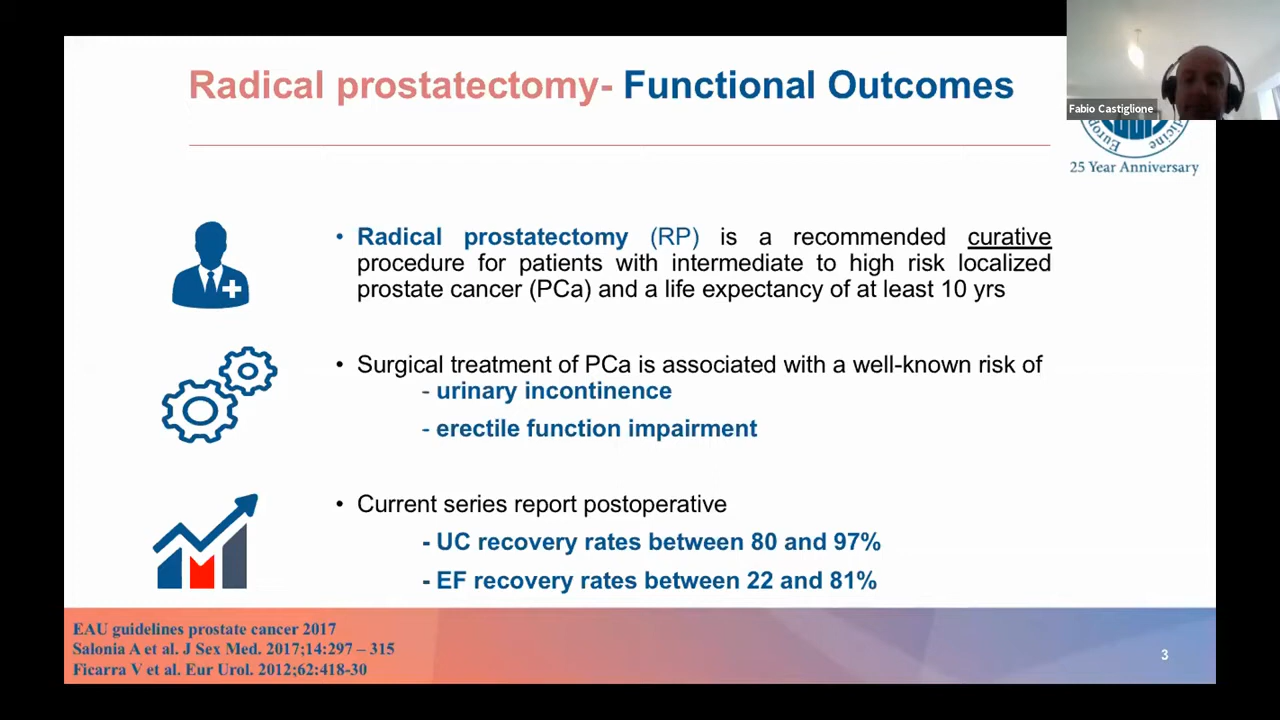 Radical prostatectomy- Functional Outcomes
Fabio Castiglione
25 Year Anniversary
• Radical prostatectomy (RP) is a recommended curative
procedure for patients with intermediate to high risk localized
prostate cancer (PCa) and a life expectancy of at least 10 yrs
• Surgical treatment of PCa is associated with a well-known risk of
- urinary incontinence
- erectile function impairment
• Current series report postoperative
- UC recovery rates between 80 and 97%
- EF recovery rates between 22 and 81%
EAU guidelines prostate cancer 2017
Salonia A et al. J Sex Med. 2017;14:297 – 315
Ficarra V et al. Eur Urol. 2012;62:418-30
3